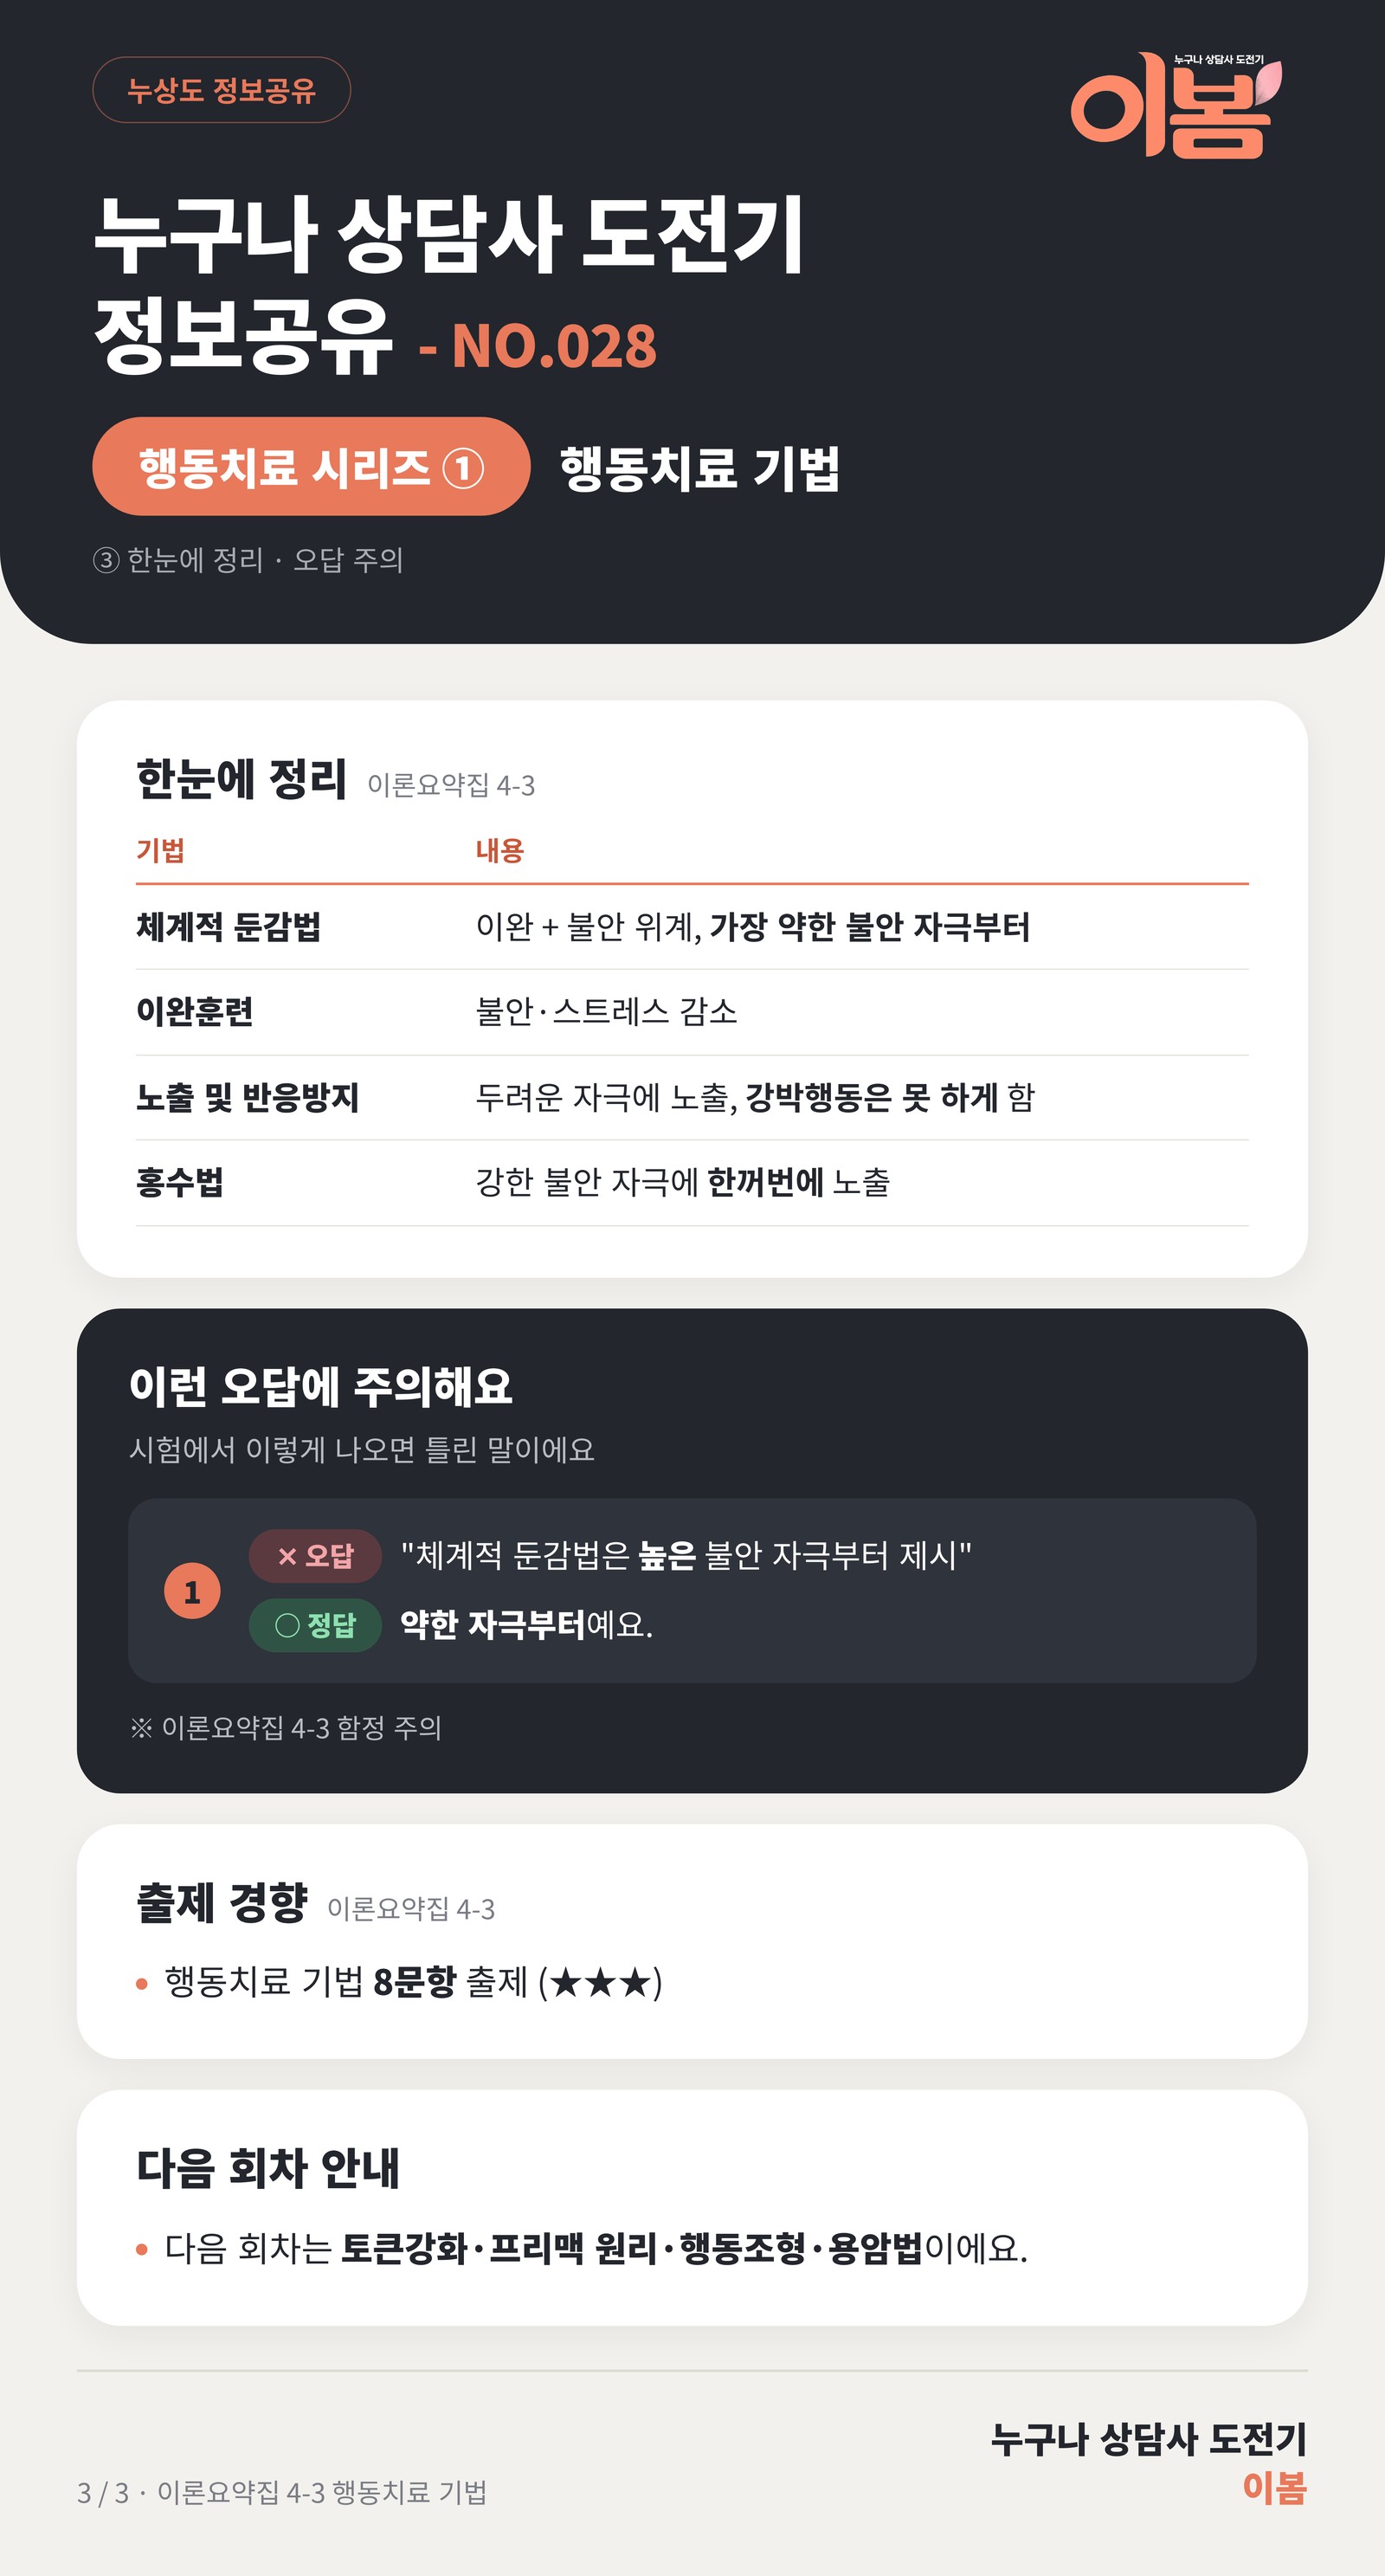 누상도 정보공유
누구나 상담사 도전기
이봄
누구나 상담사 도전기
정보공유 - NO.028
행동치료 시리즈 ① 행동치료 기법
③ 한눈에 정리 · 오답 주의
한눈에 정리 이론요약집 4-3
기법 내용
체계적 둔감법 이완 + 불안 위계, 가장 약한 불안 자극부터
이완훈련 불안·스트레스 감소
노출 및 반응방지 두려운 자극에 노출, 강박행동은 못 하게 함
홍수법 강한 불안 자극에 한꺼번에 노출
이런 오답에 주의해요
시험에서 이렇게 나오면 틀린 말이에요
1
✕ 오답 "체계적 둔감법은 높은 불안 자극부터 제시"
○ 정답 약한 자극부터예요.
※ 이론요약집 4-3 함정 주의
출제 경향 이론요약집 4-3
• 행동치료 기법 8문항 출제 (★★★)
다음 회차 안내
• 다음 회차는 토큰강화·프리맥 원리·행동조형·용암법이에요.
누구나 상담사 도전기
3 / 3 · 이론요약집 4-3 행동치료 기법
이봄